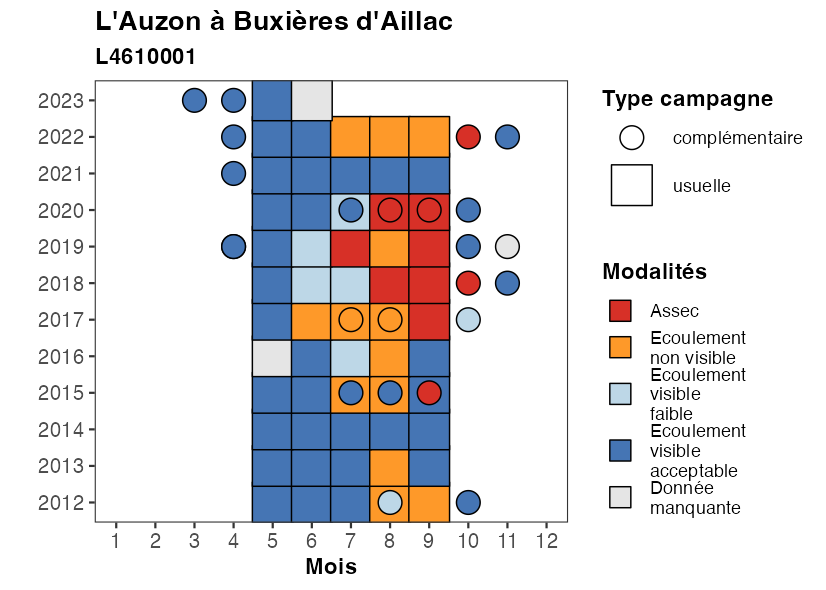 L'Auzon à Buxières d'Aillac
L4610001
2023
2022
2021
2020
2019
2018
2017
2016
2015
2014
2013
2012
1 2 3 4 5 6 7 8 9 10 11 12
Mois
Type campagne
complémentaire
usuelle
Modalités
Assec
Ecoulement
non visible
Ecoulement
visible
faible
Ecoulement
visible
acceptable
Donnée
manquante